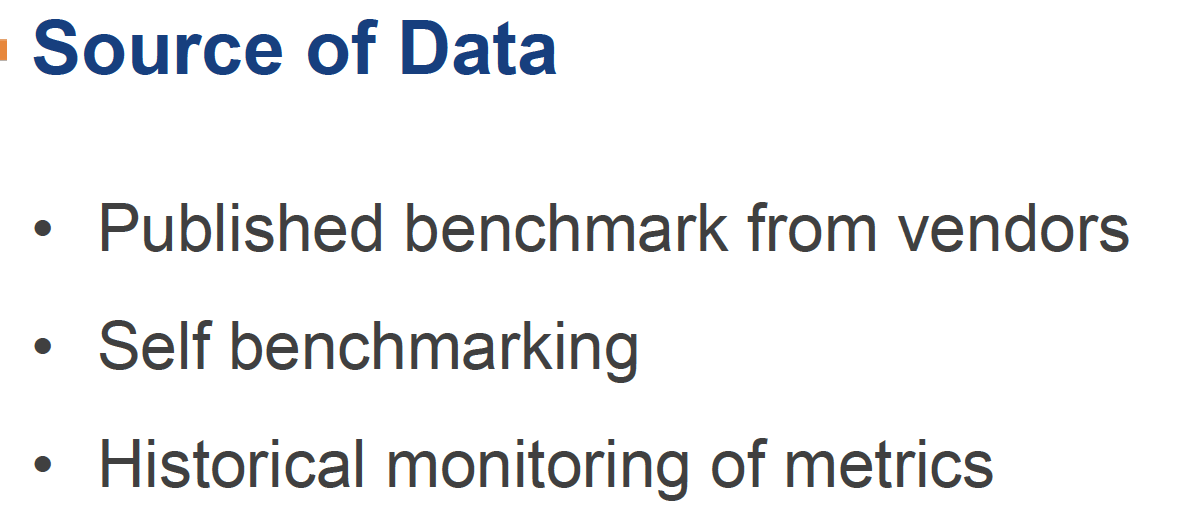 Source of Data
• Published benchmark from vendors
• Self benchmarking
• Historical monitoring of metrics